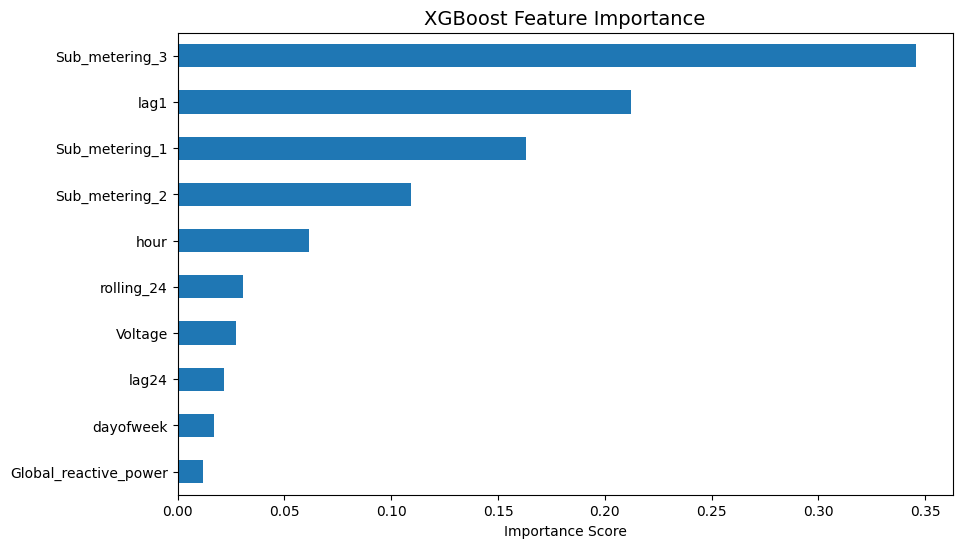 XGBoost Feature Importance
Sub_metering_3
lag1
Sub_metering_1
Sub_metering_2
hour
rolling_24
Voltage
lag24
dayofweek
Global_reactive_power
0.00 0.05 0.10 0.15 0.20 0.25 0.30 0.35
Importance Score